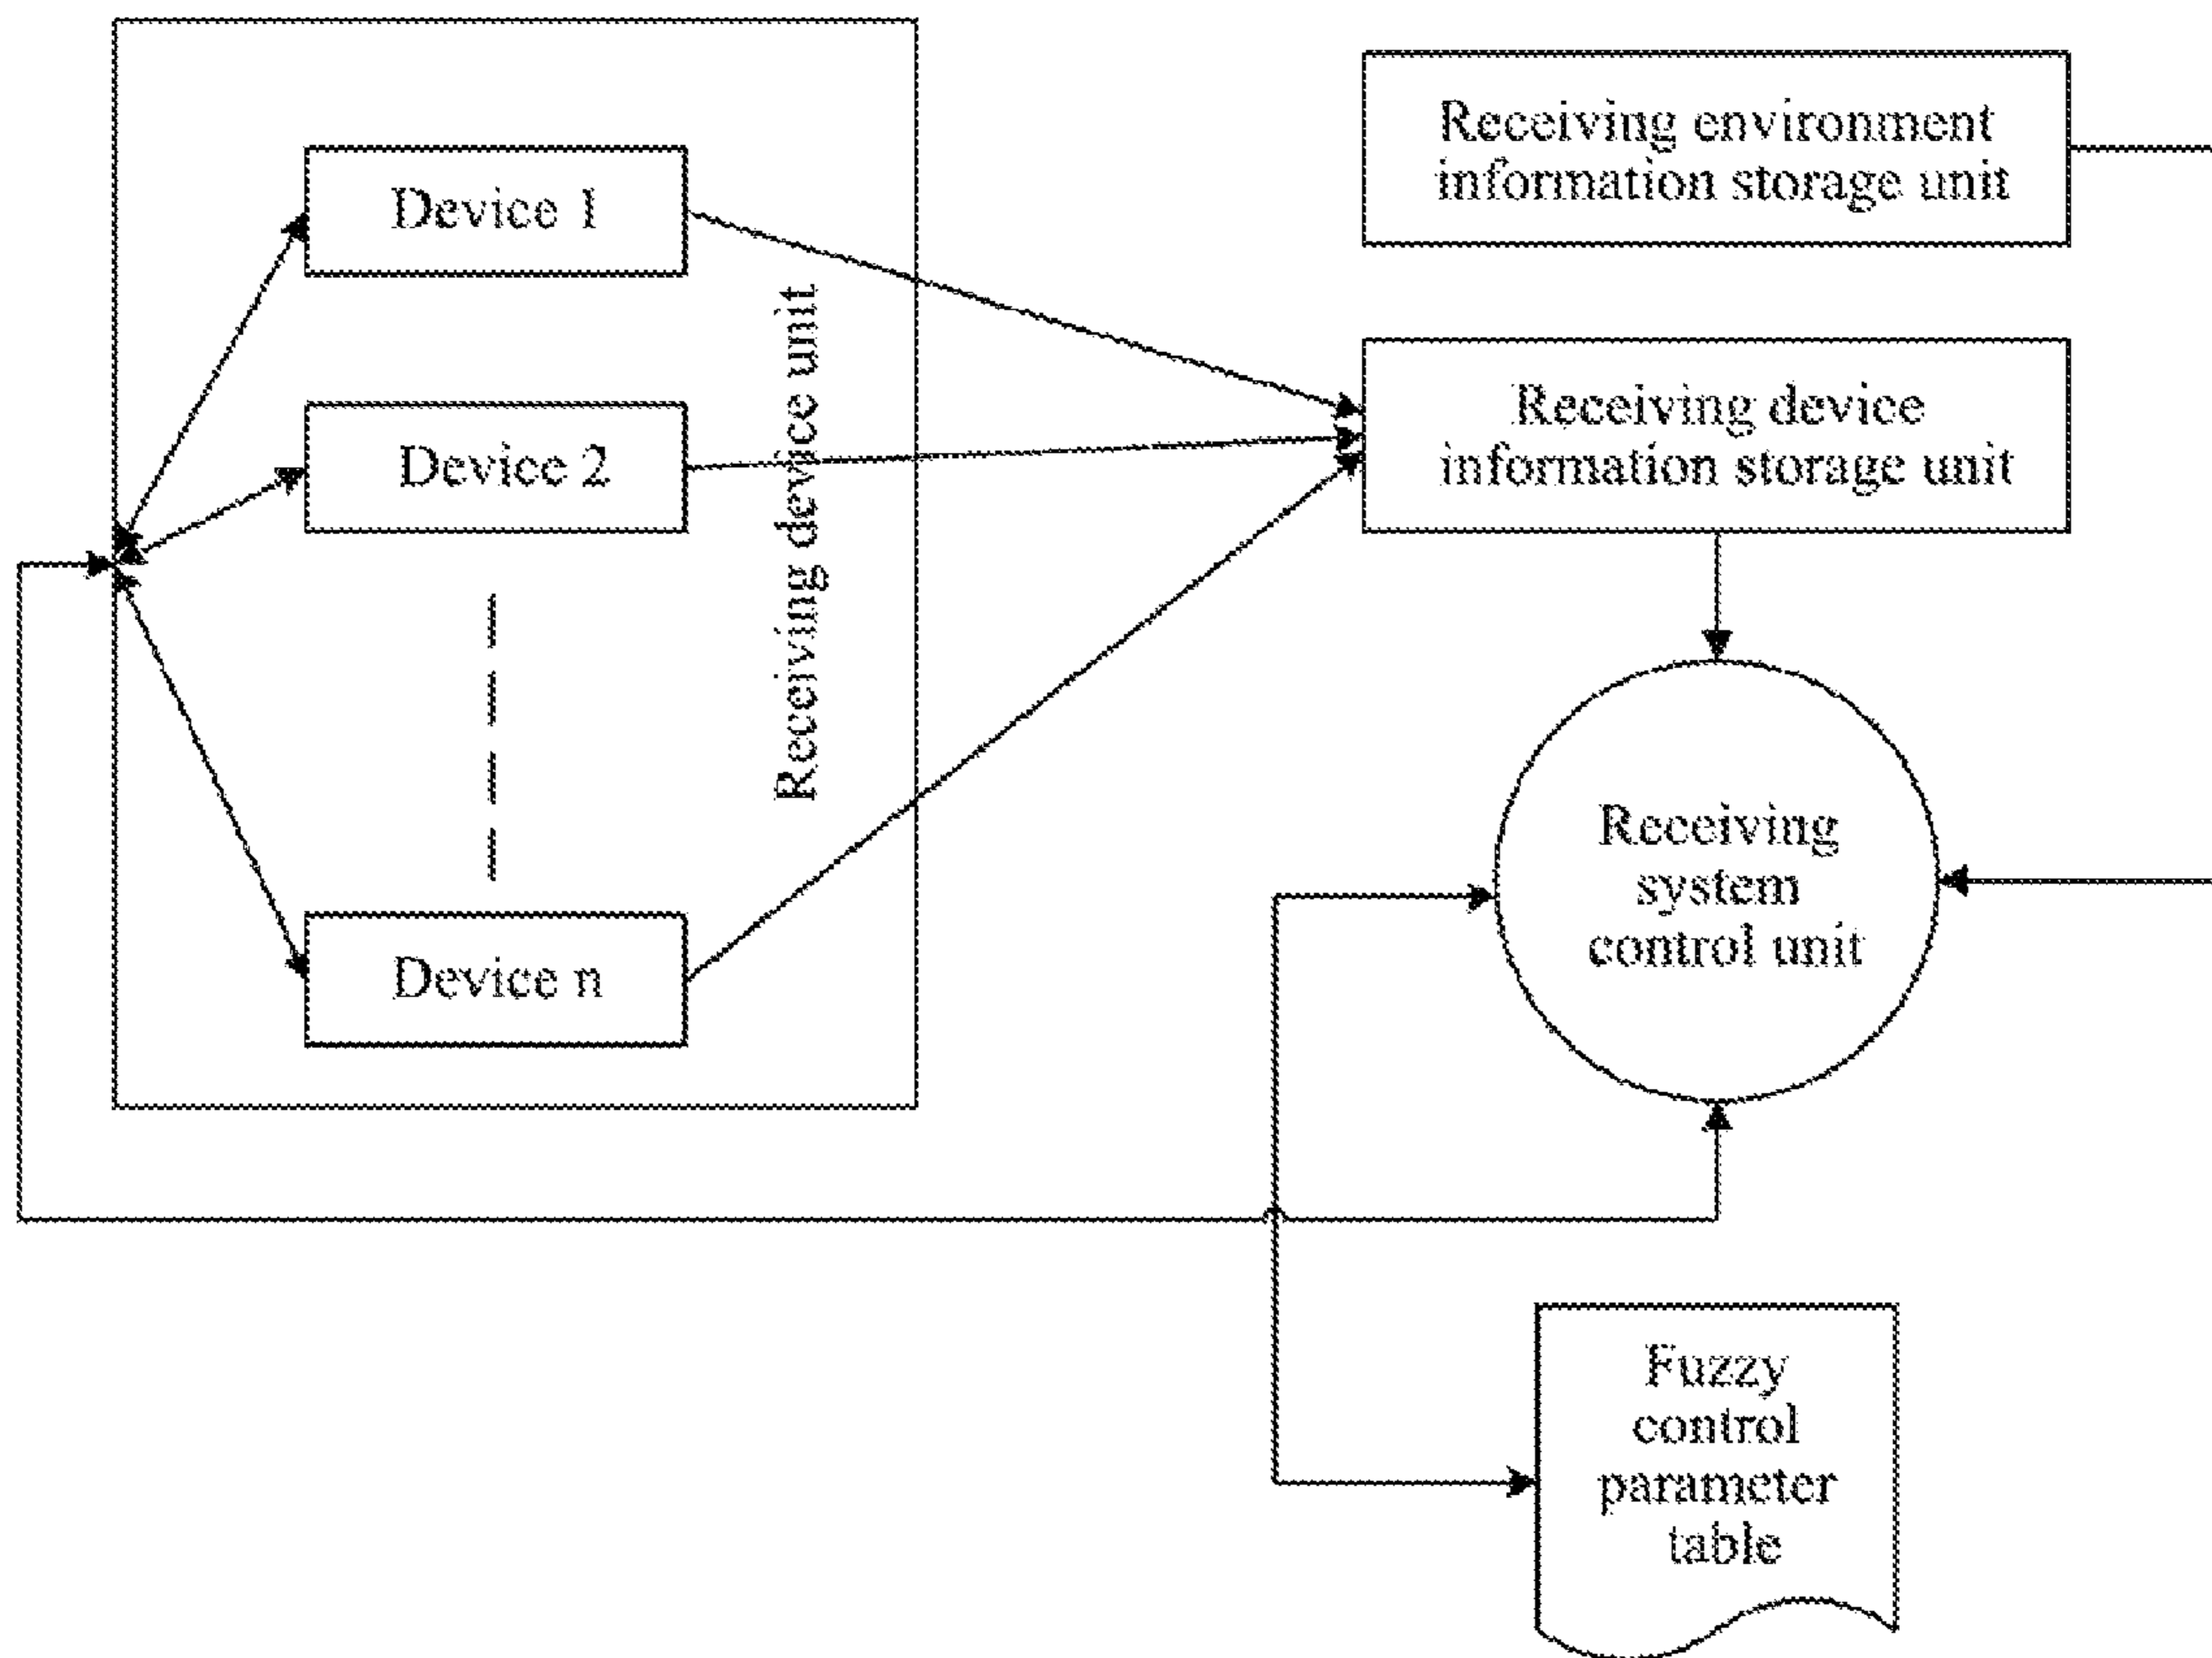 Device 1
Device 2
Device n
Receiving device unit
Receiving environment
information storage unit
Receiving device
information storage unit
Receiving
system
control unit
Fuzzy
control
parameter
table